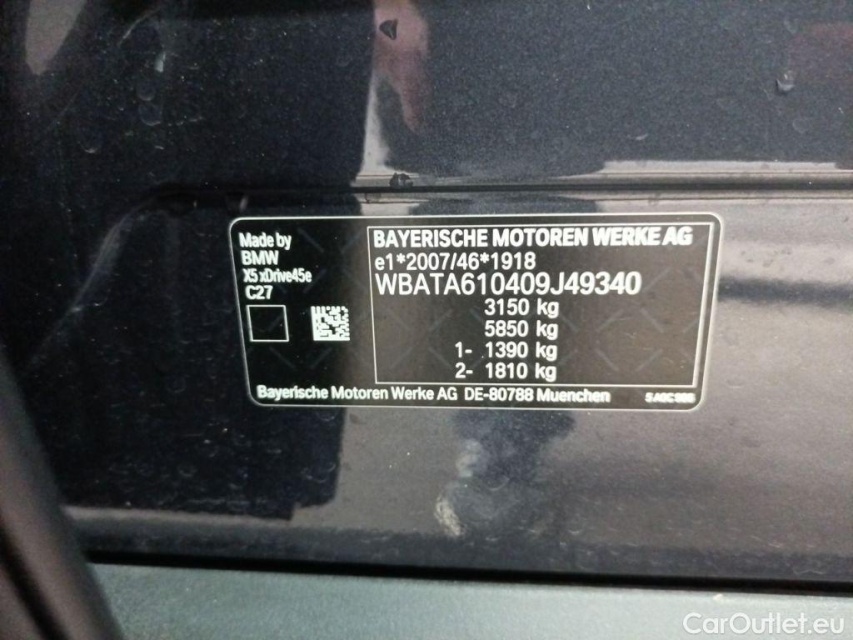 Made by
BMW
X5 xDrive45e
C27
BAYERISCHE MOTOREN WERKE AG
e1*2007/46*1918
WBATA610409J49340
3150 kg
5850 kg
1- 1390 kg
2- 1810 kg
Bayerische Motoren Werke AG DE-80788 Muenchen
CarOutlet.eu